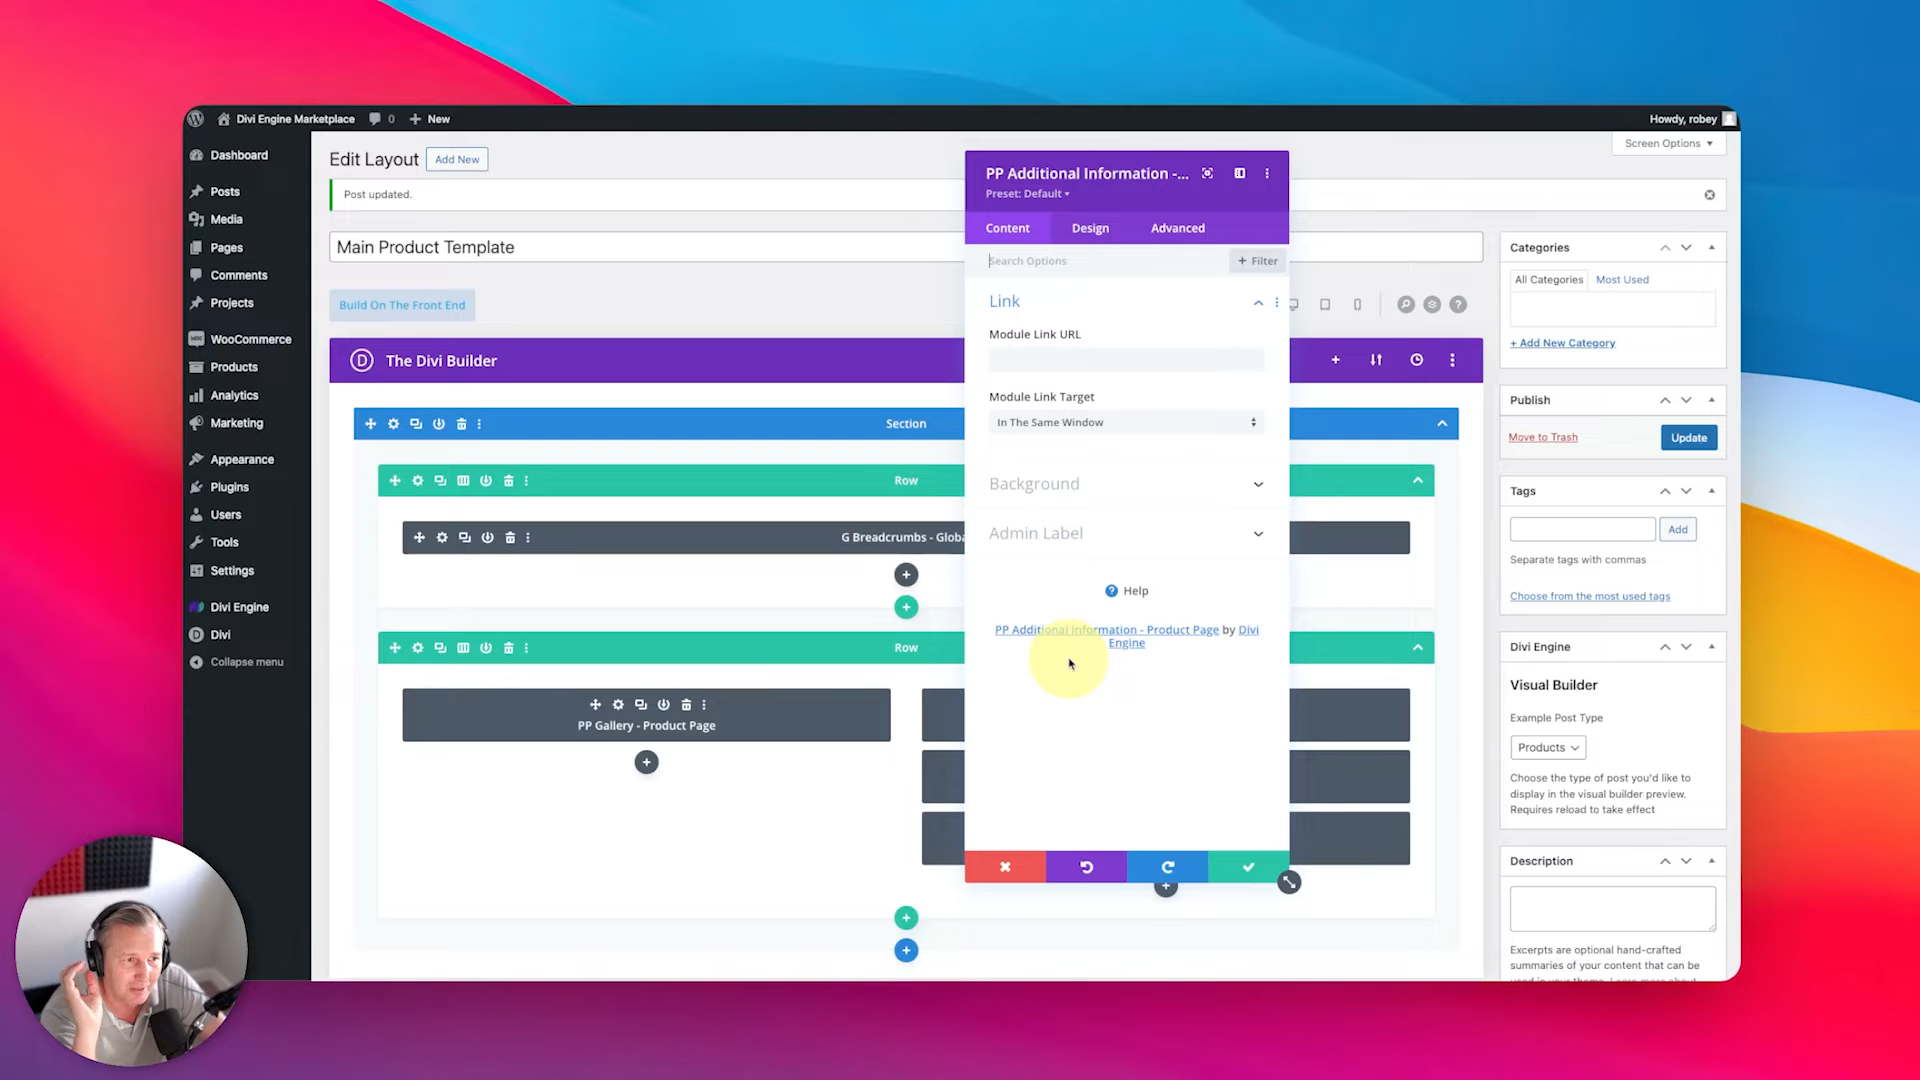 Divi Engine Marketplace
0
New
Howdy, robey
Dashboard
Posts
Media
Pages
Comments
Projects
WooCommerce
Products
Analytics
Marketing
Appearance
Plugins
Users
Tools
Settings
Divi Engine
Divi
Collapse menu
Edit Layout
Add New
Screen Options
Post updated.
Main Product Template
Build On The Front End
The Divi Builder
Section
Row
G Breadcrumbs - Globa
Row
PP Gallery - Product Page
PP Additional Information -...
Preset: Default
Content
Design
Advanced
Search Options
+ Filter
Link
Module Link URL
Module Link Target
In The Same Window
Background
Admin Label
Help
PP Additional Information - Product Page by Divi
Engine
Categories
All Categories
Most Used
+ Add New Category
Publish
Move to Trash
Update
Tags
Add
Separate tags with commas
Choose from the most used tags
Divi Engine
Visual Builder
Example Post Type
Products
Choose the type of post you'd like to
display in the visual builder preview.
Requires reload to take effect
Description
Excerpts are optional hand-crafted
summaries of your content that can be